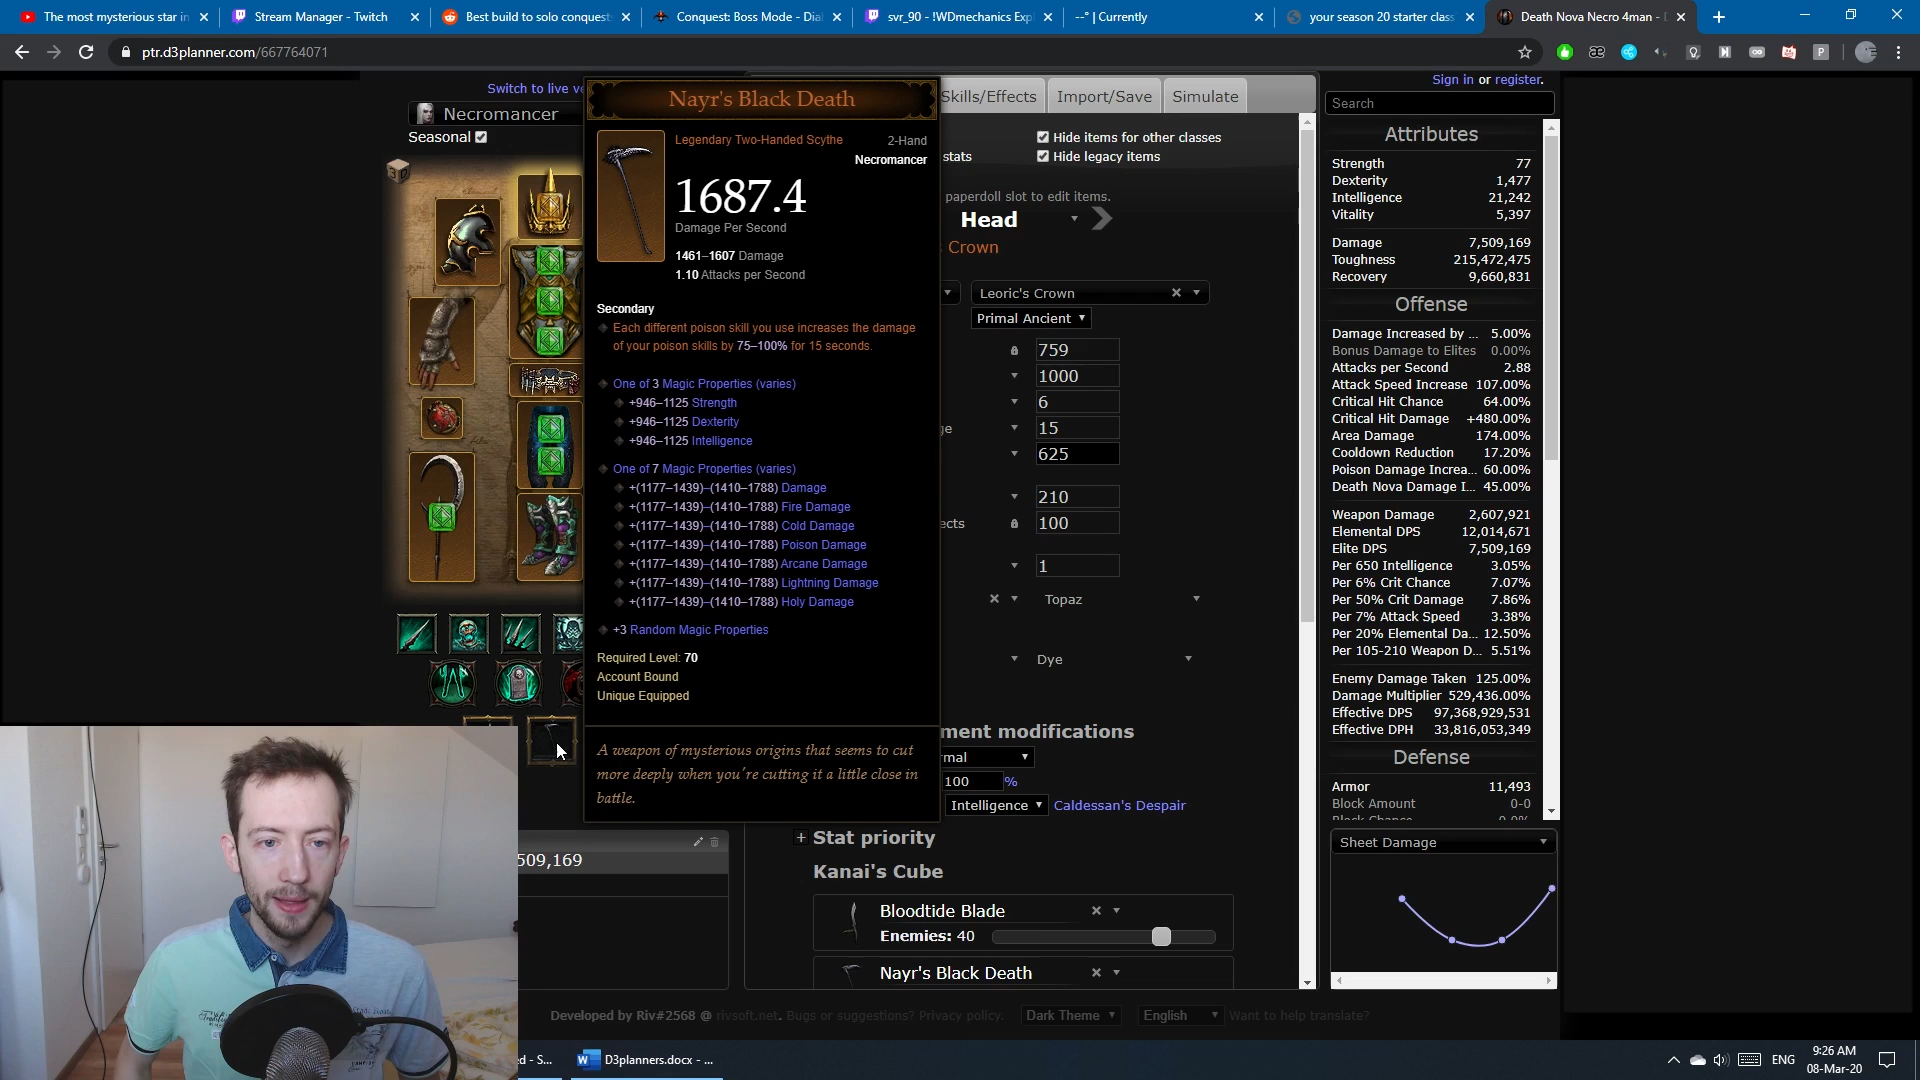 The most mysterious star in
Stream Manager - Twitch
Best build to solo conquest:
Conquest: Boss Mode - Dial
svr_90 - !WDmechanics Exp
--° | Currently
your season 20 starter class
Death Nova Necro 4man -
ptr.d3planner.com/667764071
Switch to live ve
Necromancer
Seasonal
Nayr's Black Death
Legendary Two-Handed Scythe
2-Hand
Necromancer
1687.4
Damage Per Second
1461–1607 Damage
1.10 Attacks per Second
Secondary
Each different poison skill you use increases the damage
of your poison skills by 75–100% for 15 seconds.
One of 3 Magic Properties (varies)
+946–1125 Strength
+946–1125 Dexterity
+946–1125 Intelligence
One of 7 Magic Properties (varies)
+(1177–1439)–(1410–1788) Damage
+(1177–1439)–(1410–1788) Fire Damage
+(1177–1439)–(1410–1788) Cold Damage
+(1177–1439)–(1410–1788) Poison Damage
+(1177–1439)–(1410–1788) Arcane Damage
+(1177–1439)–(1410–1788) Lightning Damage
+(1177–1439)–(1410–1788) Holy Damage
+3 Random Magic Properties
Required Level: 70
Account Bound
Unique Equipped
A weapon of mysterious origins that seems to cut
more deeply when you're cutting it a little close in
battle.
509,169
Skills/Effects
Import/Save
Simulate
stats
Hide items for other classes
Hide legacy items
paperdoll slot to edit items.
Head
Crown
Leoric's Crown
Primal Ancient
759
1000
6
ge
15
625
210
ects
100
1
Topaz
Dye
ment modifications
rmal
100 %
Intelligence
Caldessan's Despair
+ Stat priority
Kanai's Cube
Bloodtide Blade
Enemies: 40
Nayr's Black Death
Sign in or register.
Search
Attributes
Strength 77
Dexterity 1,477
Intelligence 21,242
Vitality 5,397
Damage 7,509,169
Toughness 215,472,475
Recovery 9,660,831
Offense
Damage Increased by ... 5.00%
Bonus Damage to Elites 0.00%
Attacks per Second 2.88
Attack Speed Increase 107.00%
Critical Hit Chance 64.00%
Critical Hit Damage +480.00%
Area Damage 174.00%
Cooldown Reduction 17.20%
Poison Damage Increa... 60.00%
Death Nova Damage I... 45.00%
Weapon Damage 2,607,921
Elemental DPS 12,014,671
Elite DPS 7,509,169
Per 650 Intelligence 3.05%
Per 6% Crit Chance 7.07%
Per 50% Crit Damage 7.86%
Per 7% Attack Speed 3.38%
Per 20% Elemental Da... 12.50%
Per 105-210 Weapon D... 5.51%
Enemy Damage Taken 125.00%
Damage Multiplier 529,436.00%
Effective DPS 97,368,929,531
Effective DPH 33,816,053,349
Defense
Armor 11,493
Block Amount 0-0
Sheet Damage
Developed by Riv#2568 @ rivsoft.net. Bugs or suggestions? Privacy policy.
Dark Theme
English
Want to help translate?
ed - S...
D3planners.docx - ...
ENG
9:26 AM
08-Mar-20